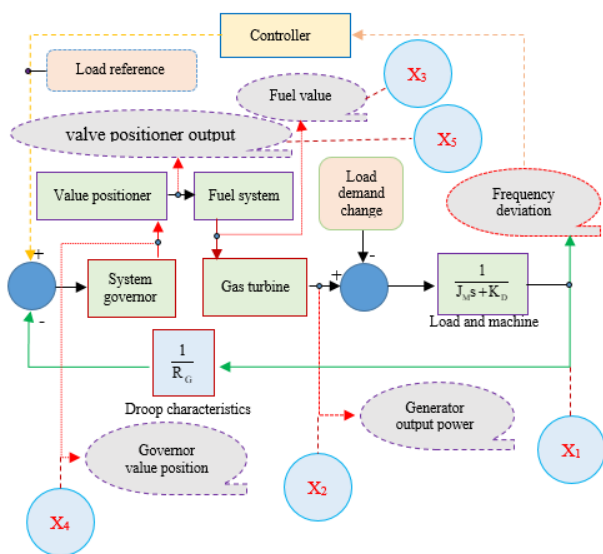 Controller
Load reference
X3
Fuel value
valve positioner output
X5
Value positioner
Fuel system
Load
demand
change
Frequency
deviation
+
-
System
governor
Gas turbine
+
1
JMs+KD
Load and machine
-
1
RG
Droop characteristics
Generator
output power
Governor
value position
X1
X2
X4